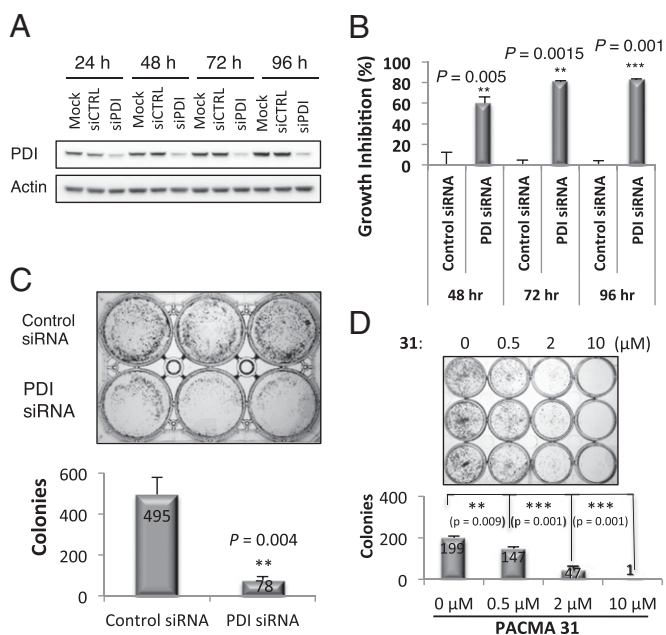 A
24 h 48 h 72 h 96 h
Mock siCTRL siPDI Mock siCTRL siPDI Mock siCTRL siPDI Mock siCTRL siPDI
PDI
Actin
B
Growth Inhibition (%)
100
80
60
40
20
0
P = 0.005
**
P = 0.0015
**
P = 0.001
***
Control siRNA PDI siRNA Control siRNA PDI siRNA Control siRNA PDI siRNA
48 hr 72 hr 96 hr
C
Control
siRNA
PDI
siRNA
Colonies
600
400
200
0
495
P = 0.004
**
78
Control siRNA PDI siRNA
D
31: 0 0.5 2 10 (μM)
Colonies
400
200
0
** *** ***
(p = 0.009) (p = 0.001) (p = 0.001)
199 147 47 1
0 μM 0.5 μM 2 μM 10 μM
PACMA 31